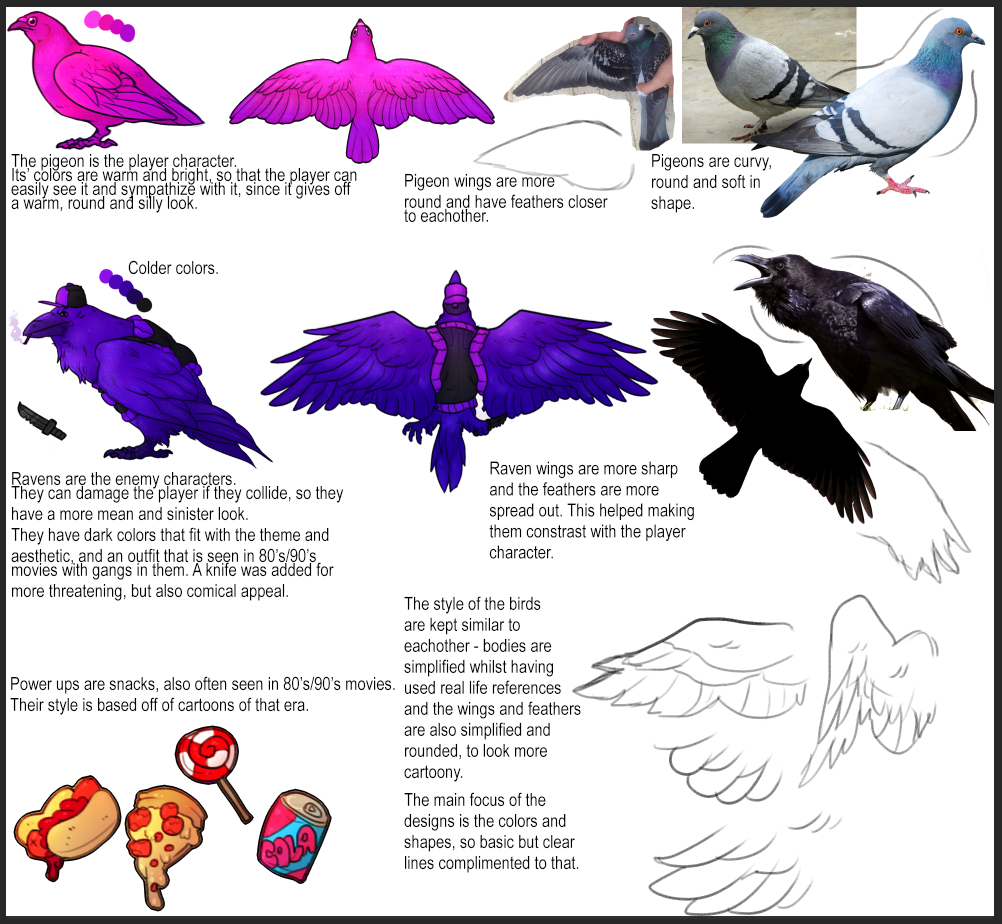 The pigeon is the player character.
Its' colors are warm and bright, so that the player can
easily see it and sympathize with it, since it gives off
a warm, round and silly look.
Pigeon wings are more
round and have feathers closer
to eachother.
Pigeons are curvy,
round and soft in
shape.
Colder colors.
Ravens are the enemy characters.
They can damage the player if they collide, so they
have a more mean and sinister look.
They have dark colors that fit with the theme and
aesthetic, and an outfit that is seen in 80's/90's
movies with gangs in them. A knife was added for
more threatening, but also comical appeal.
Raven wings are more sharp
and the feathers are more
spread out. This helped making
them constrast with the player
character.
The style of the birds
are kept similar to
eachother - bodies are
simplified whilst having
used real life references
and the wings and feathers
are also simplified and
rounded, to look more
cartoony.
The main focus of the
designs is the colors and
shapes, so basic but clear
lines complimented to that.
Power ups are snacks, also often seen in 80's/90's movies.
Their style is based off of cartoons of that era.
COLA